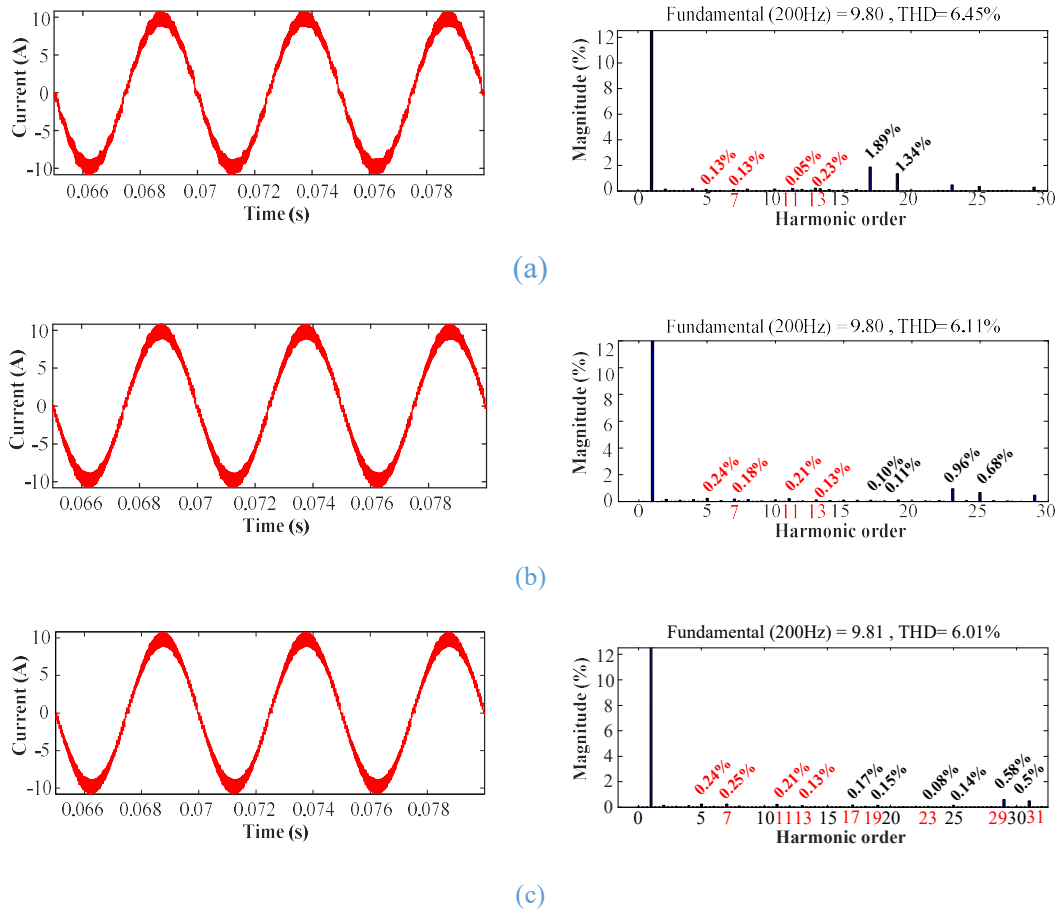 Current (A)
10
5
0
-5
-10
0.066 0.068 0.07 0.072 0.074 0.076 0.078
Time (s)
Fundamental (200Hz) = 9.80 , THD= 6.45%
Magnitude (%)
12
10
8
6
4
2
0
0.13% 0.13% 0.05% 0.23% 1.89% 1.34%
0 5 7 10 11 13 15 20 25 30
Harmonic order
(a)
Current (A)
10
5
0
-5
-10
0.066 0.068 0.07 0.072 0.074 0.076 0.078
Time (s)
Fundamental (200Hz) = 9.80 , THD= 6.11%
Magnitude (%)
12
10
8
6
4
2
0
0.24% 0.18% 0.21% 0.13% 0.10% 0.11% 0.96% 0.68%
0 5 7 10 11 13 15 20 25 30
Harmonic order
(b)
Current (A)
10
5
0
-5
-10
0.066 0.068 0.07 0.072 0.074 0.076 0.078
Time (s)
Fundamental (200Hz) = 9.81 , THD= 6.01%
Magnitude (%)
12
10
8
6
4
2
0
0.24% 0.25% 0.21% 0.13% 0.17% 0.15% 0.08% 0.14% 0.58% 0.5%
0 5 7 10 11 13 15 17 19 20 23 25 29 30 31
Harmonic order
(c)